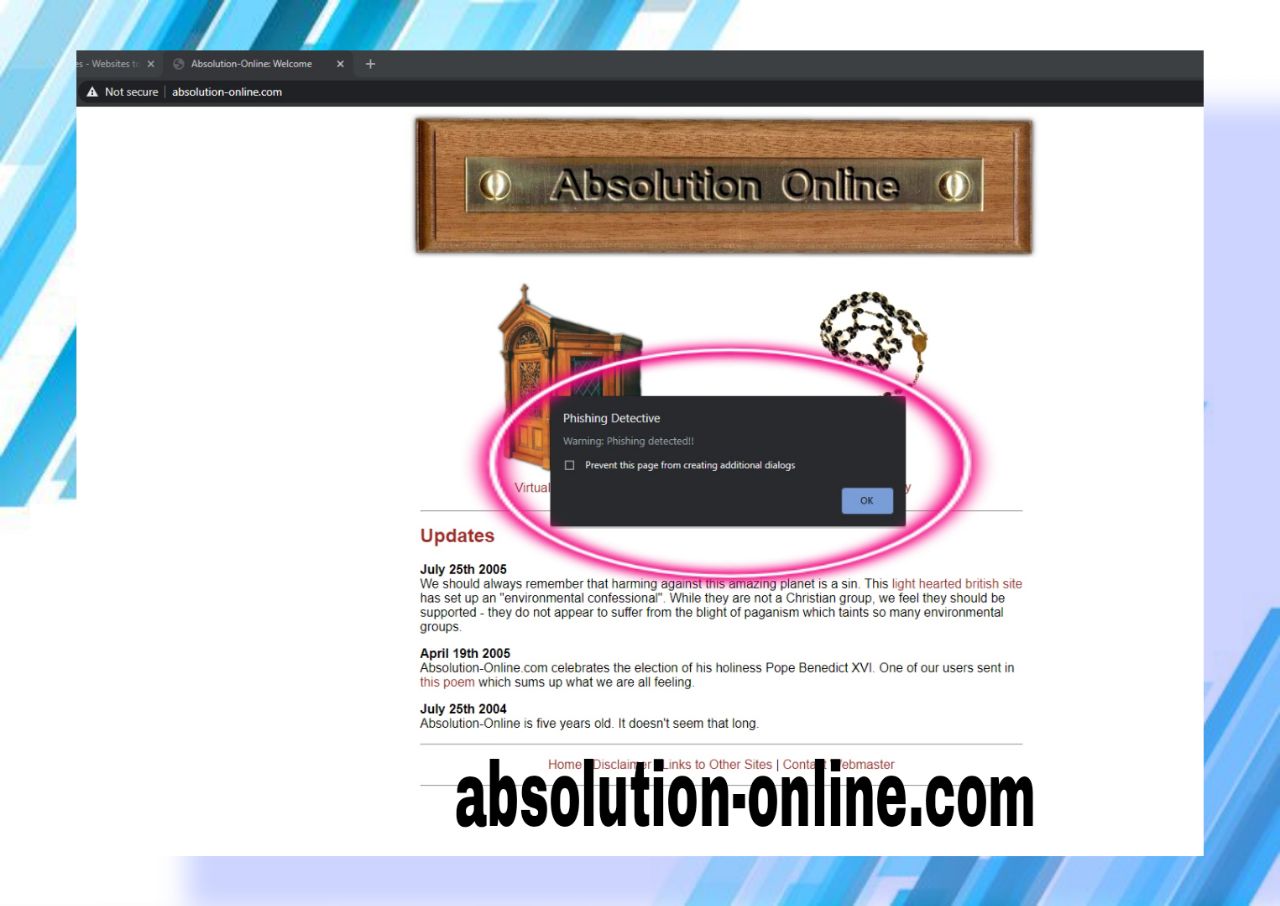 es - Websites to
Absolution-Online: Welcome
Not secure absolution-online.com
Absolution Online
Phishing Detective
Warning: Phishing detected!!
Prevent this page from creating additional dialogs
Virtual
OK
Updates
July 25th 2005
We should always remember that harming against this amazing planet is a sin. This light hearted british site
has set up an "environmental confessional". While they are not a Christian group, we feel they should be
supported - they do not appear to suffer from the blight of paganism which taints so many environmental
groups.
April 19th 2005
Absolution-Online.com celebrates the election of his holiness Pope Benedict XVI. One of our users sent in
this poem which sums up what we are all feeling.
July 25th 2004
Absolution-Online is five years old. It doesn't seem that long.
Home Disclaimer Links to Other Sites | Contact Webmaster
absolution-online.com